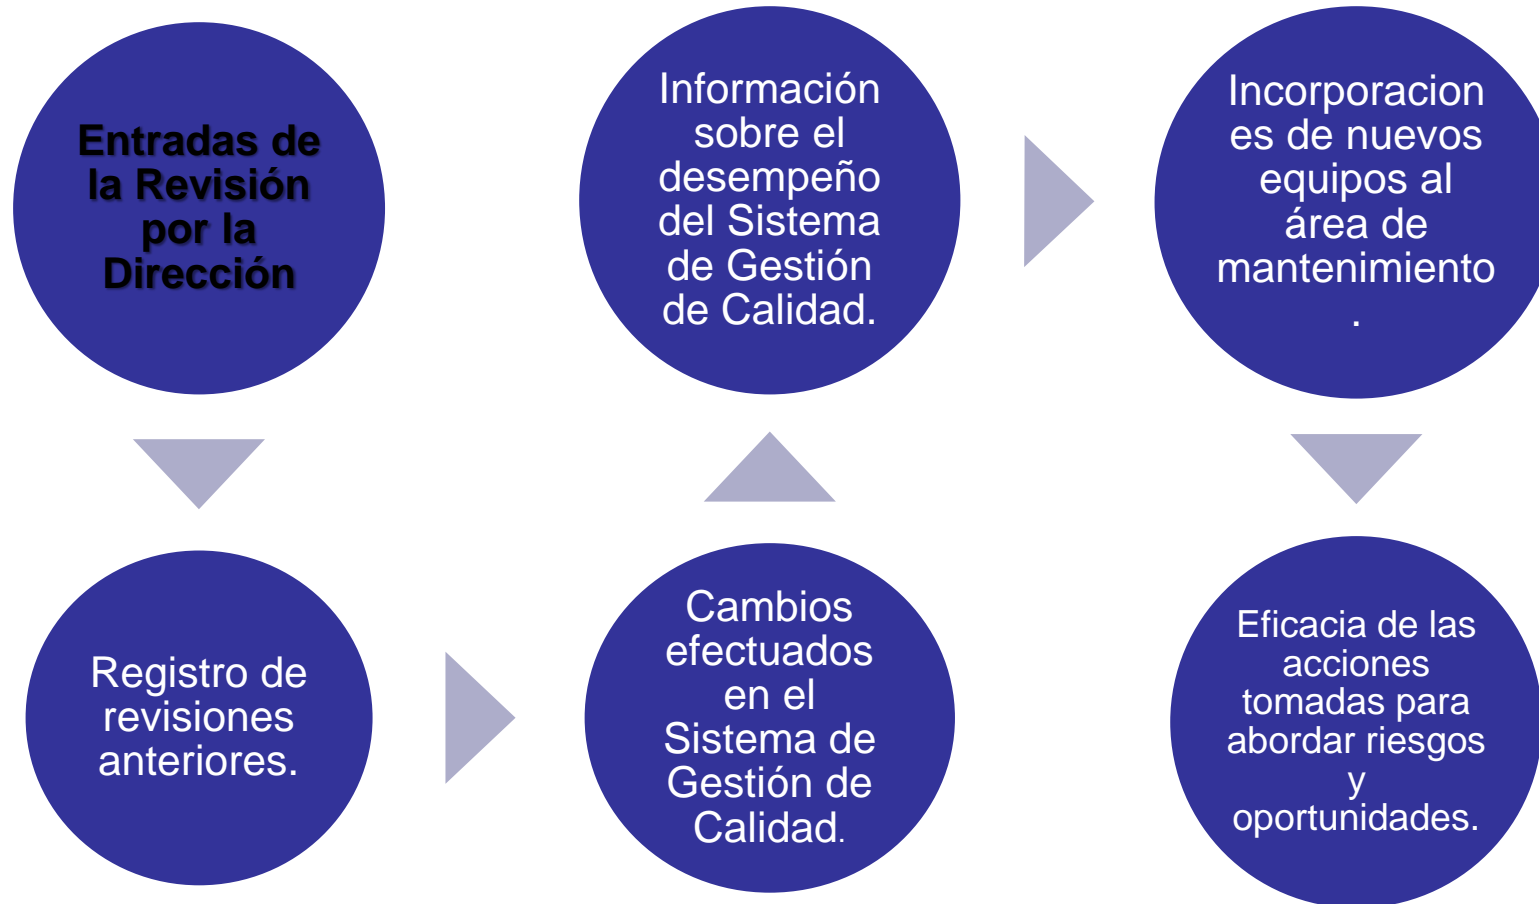 Entradas de
la Revisión
por la
Dirección
Registro de
revisiones
anteriores.
Cambios
efectuados
en el
Sistema de
Gestión de
Calidad.
Información
sobre el
desempeño
del Sistema
de Gestión
de Calidad.
Incorporacion
es de nuevos
equipos al
área de
mantenimiento
.
Eficacia de las
acciones
tomadas para
abordar riesgos
y
oportunidades.